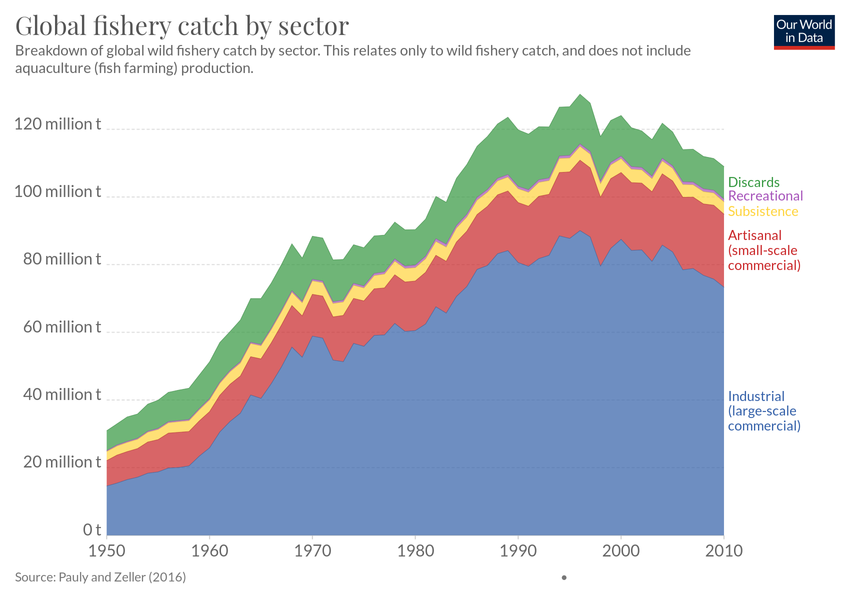 Global fishery catch by sector
Our World
in Data
Breakdown of global wild fishery catch by sector. This relates only to wild fishery catch, and does not include
aquaculture (fish farming) production.
120 million t
100 million t
80 million t
60 million t
40 million t
20 million t
0 t
Discards
Recreational
Subsistence
Artisanal
(small-scale
commercial)
Industrial
(large-scale
commercial)
1950 1960 1970 1980 1990 2000 2010
Source: Pauly and Zeller (2016)